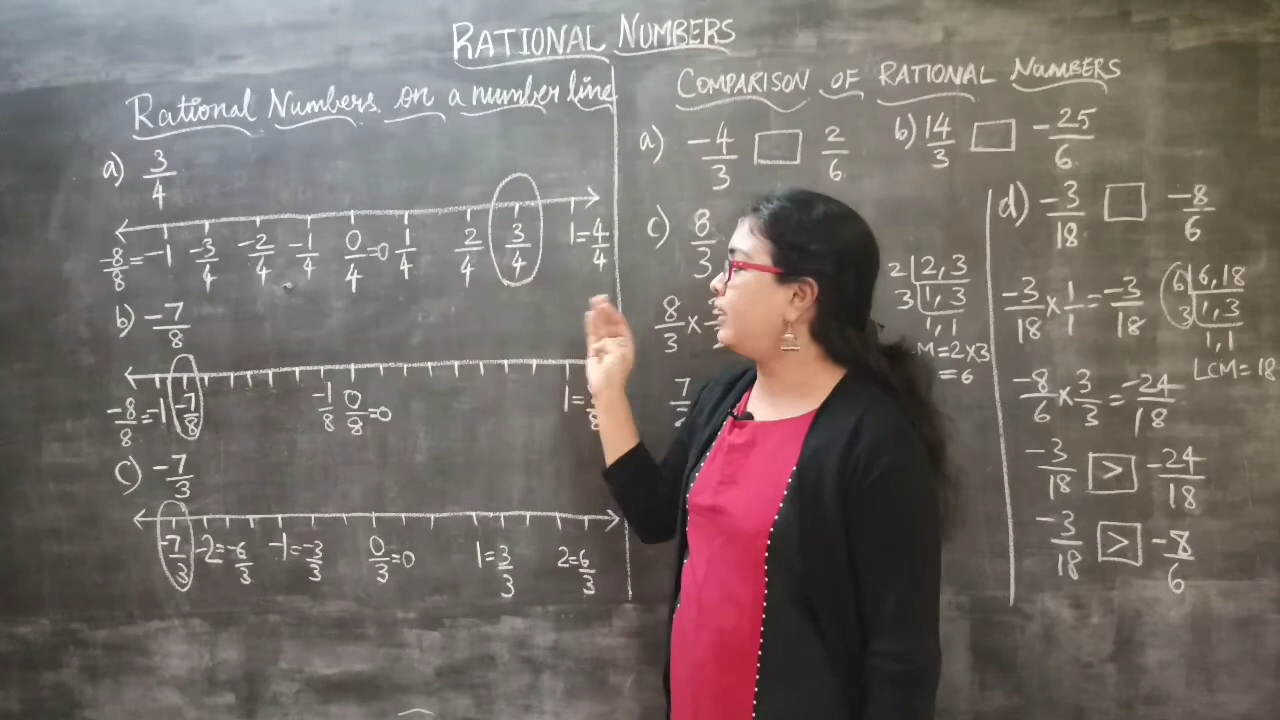 RATIONAL NUMBERS
Rational Numbers on a number line
a) 3/4
-8/8 = -1 -3/4 -2/4 -1/4 0/4 =0 1/4 2/4 3/4 1= 4/4
b) -7/8
-8/8 = -1 -7/8 -1/8 0/8 =0 1=
c) -7/3
-7/3 -2= -6/3 -1= -3/3 0/3 =0 1= 3/3 2= 6/3
COMPARISON OF RATIONAL NUMBERS
a) -4/3 □ 2/6
b) 14/3 □ -25/6
c) 8/3
2 | 2, 3
3 | 1, 3
1, 1
8/3 ×
M = 2 × 3
= 6
7/
d) -3/18 □ -8/6
-3/18 × 1/1 = -3/18
6 | 6, 18
3 | 1, 3
1, 1
LCM = 18
-8/6 × 3/3 = -24/18
-3/18 > -24/18
-3/18 > -8/6